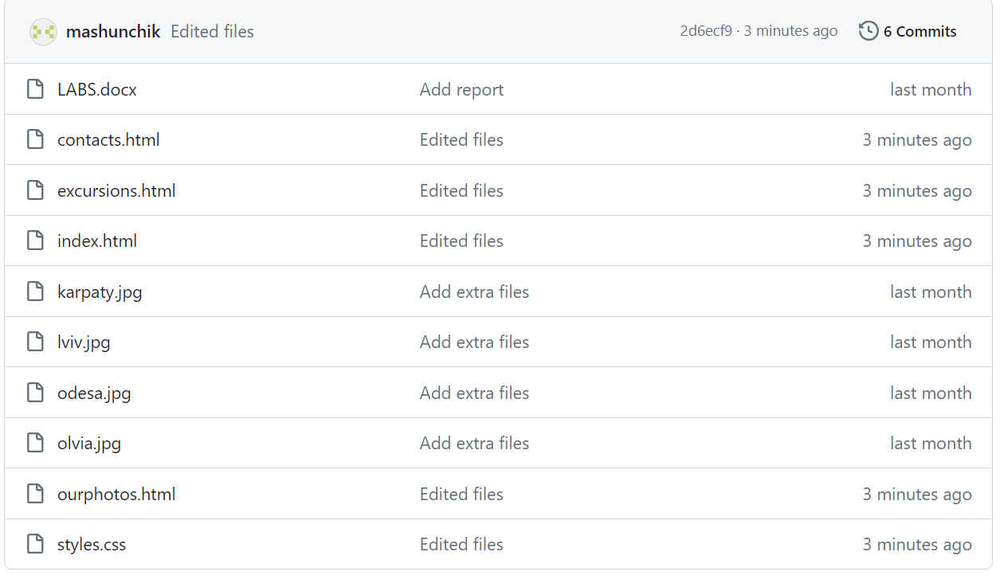 mashunchik Edited files 2d6ecf9 · 3 minutes ago 6 Commits
LABS.docx Add report last month
contacts.html Edited files 3 minutes ago
excursions.html Edited files 3 minutes ago
index.html Edited files 3 minutes ago
karpaty.jpg Add extra files last month
lviv.jpg Add extra files last month
odesa.jpg Add extra files last month
olvia.jpg Add extra files last month
ourphotos.html Edited files 3 minutes ago
styles.css Edited files 3 minutes ago